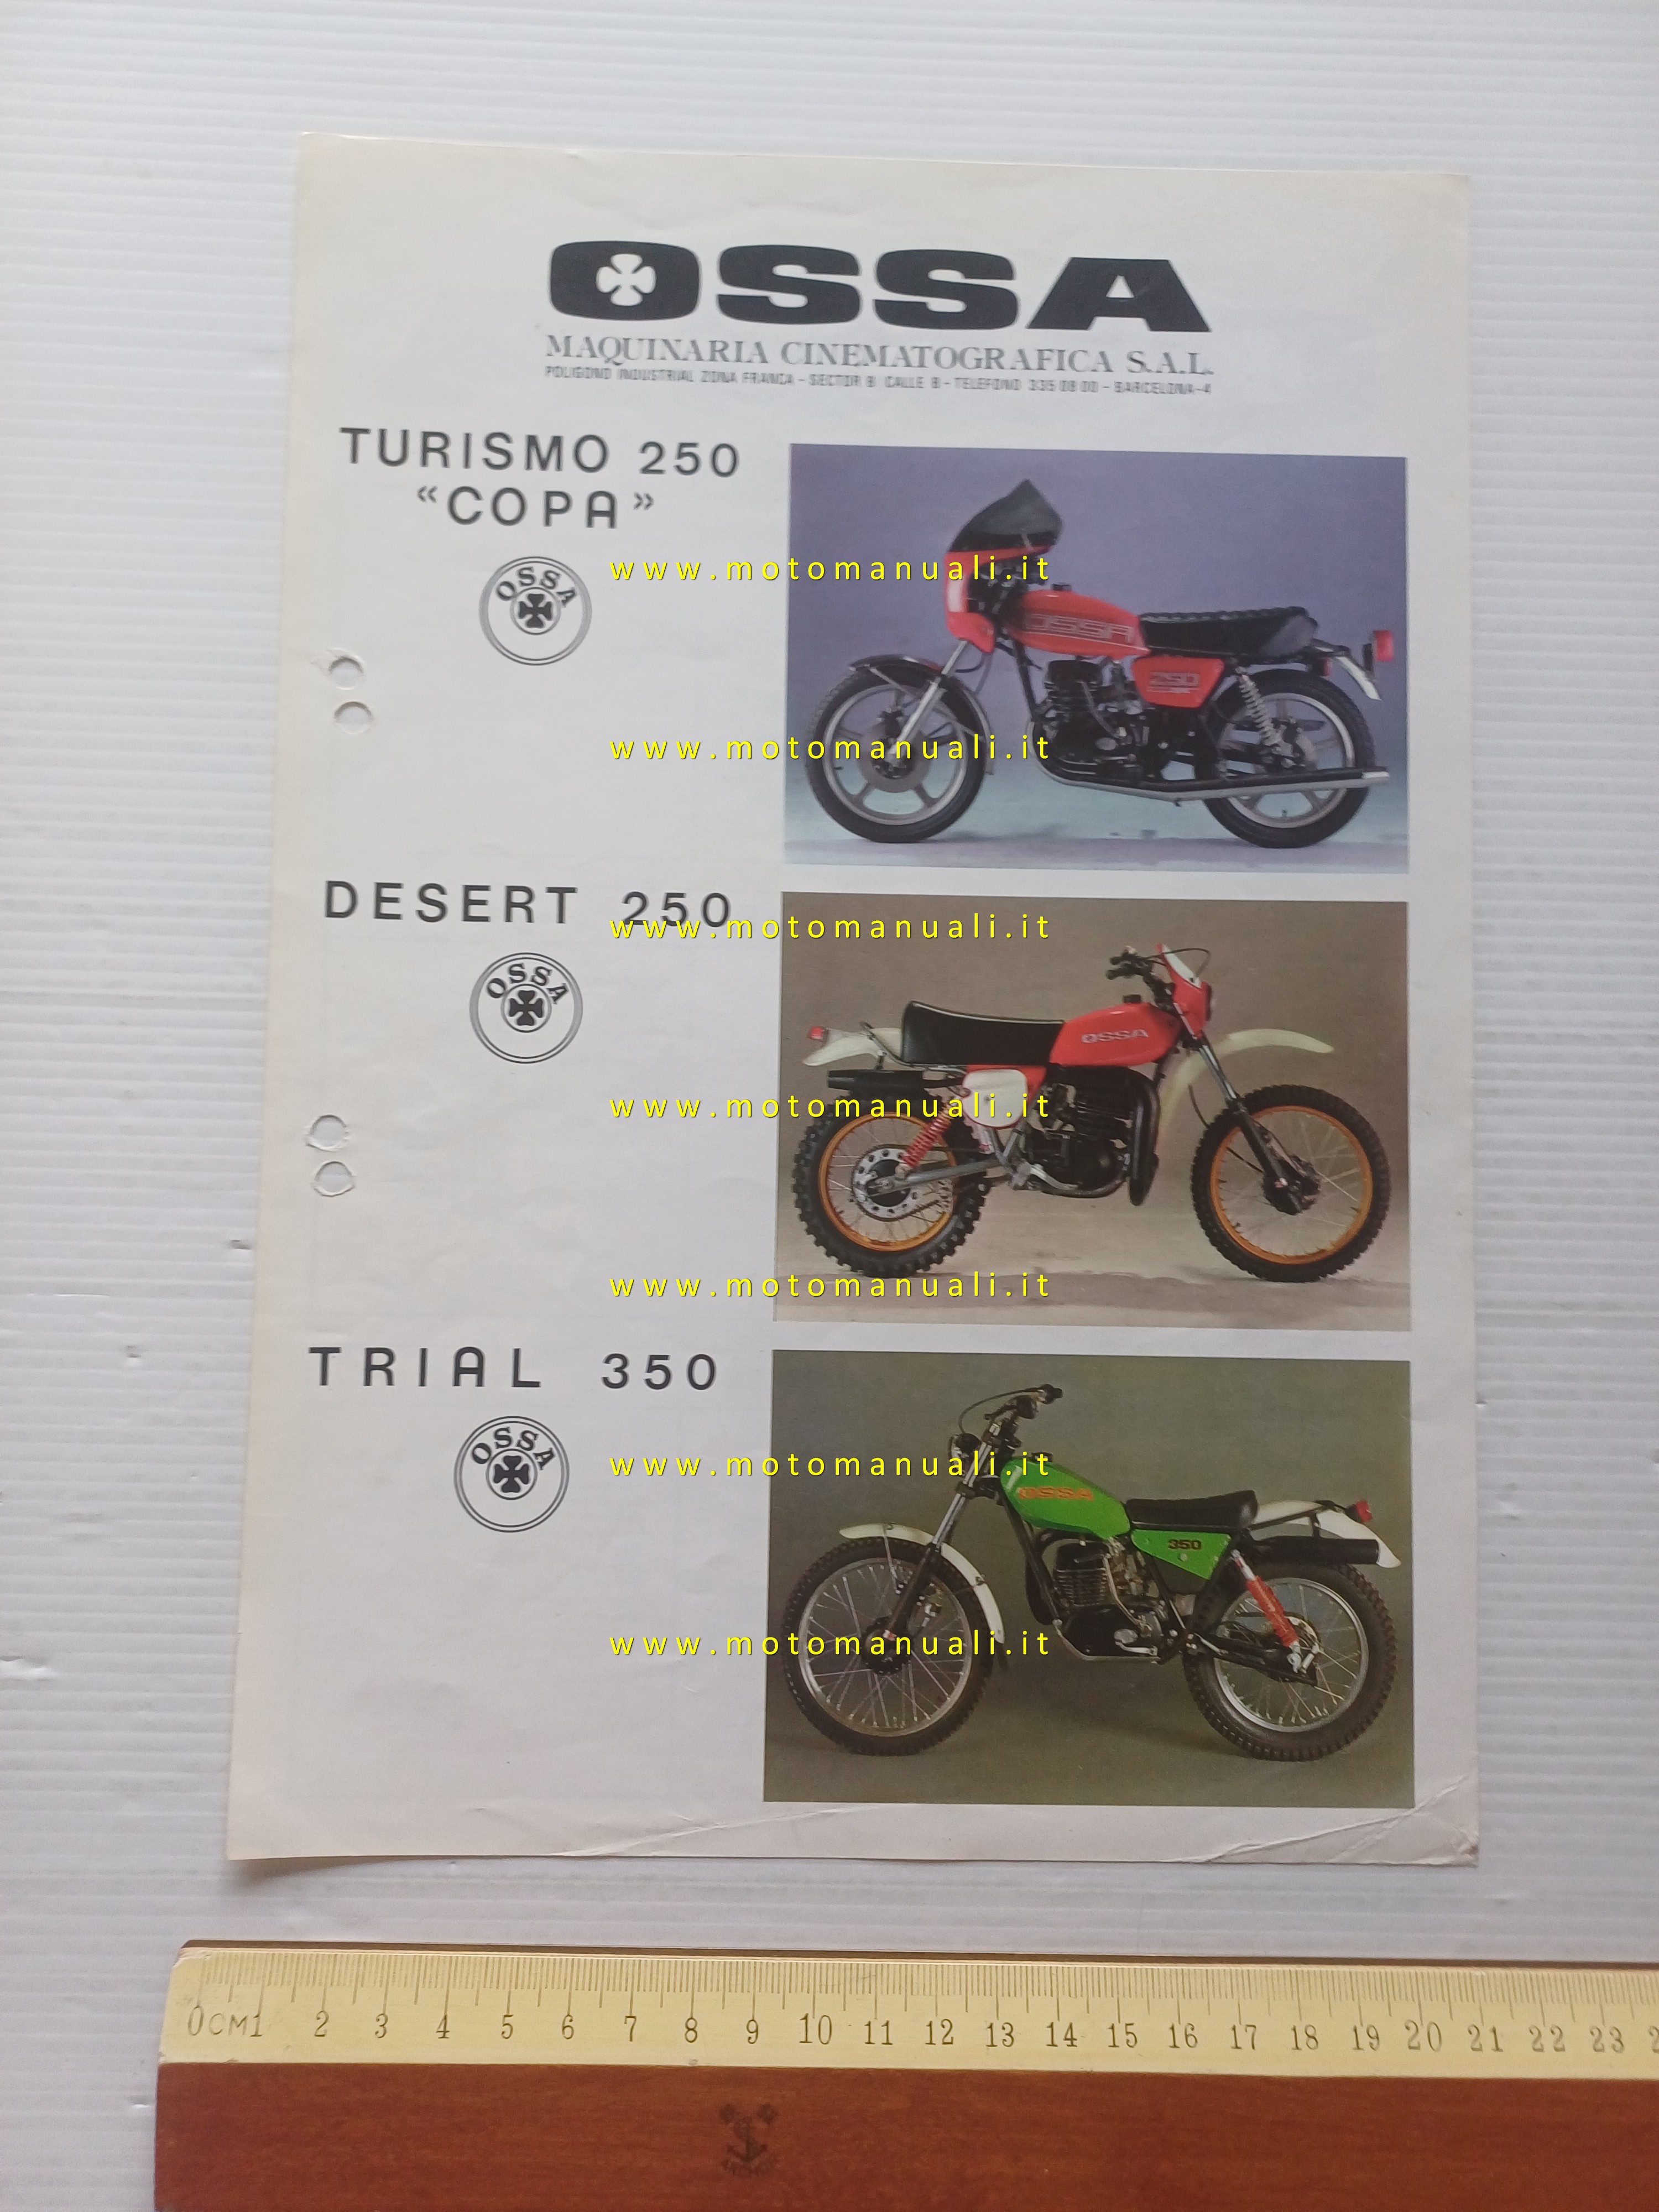 OSSA
MAQUINARIA CINEMATOGRAFICA S.A.L.
POLIGONO INDUSTRIAL ZONA FRANCA - SECTOR B CALLE B - TELEFONO 335 08 00 - BARCELONA-4
TURISMO 250
“COPA”
OSSA
OSSA
250
www.motomanuali.it
www.motomanuali.it
DESERT 250
www.motomanuali.it
OSSA
OSSA
www.motomanuali.it
www.motomanuali.it
TRIAL 350
OSSA
OSSA
350
www.motomanuali.it
www.motomanuali.it
0CM1 2 3 4 5 6 7 8 9 10 11 12 13 14 15 16 17 18 19 20 21 22 23